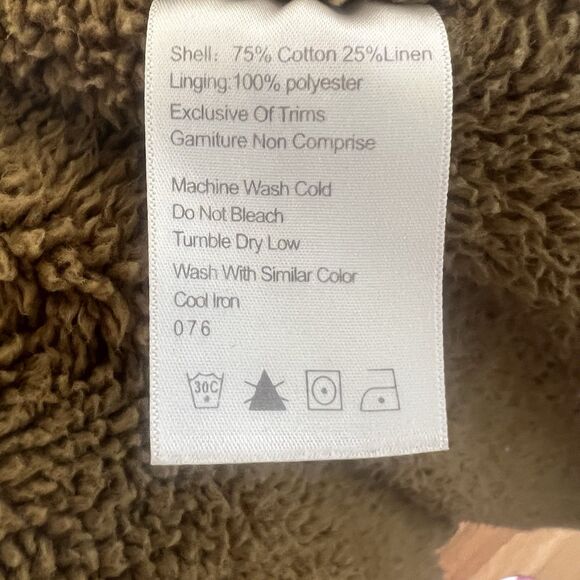 Shell: 75% Cotton 25%Linen
Linging:100% polyester
Exclusive Of Trims
Garniture Non Comprise
Machine Wash Cold
Do Not Bleach
Tumble Dry Low
Wash With Similar Color
Cool Iron
076
30C